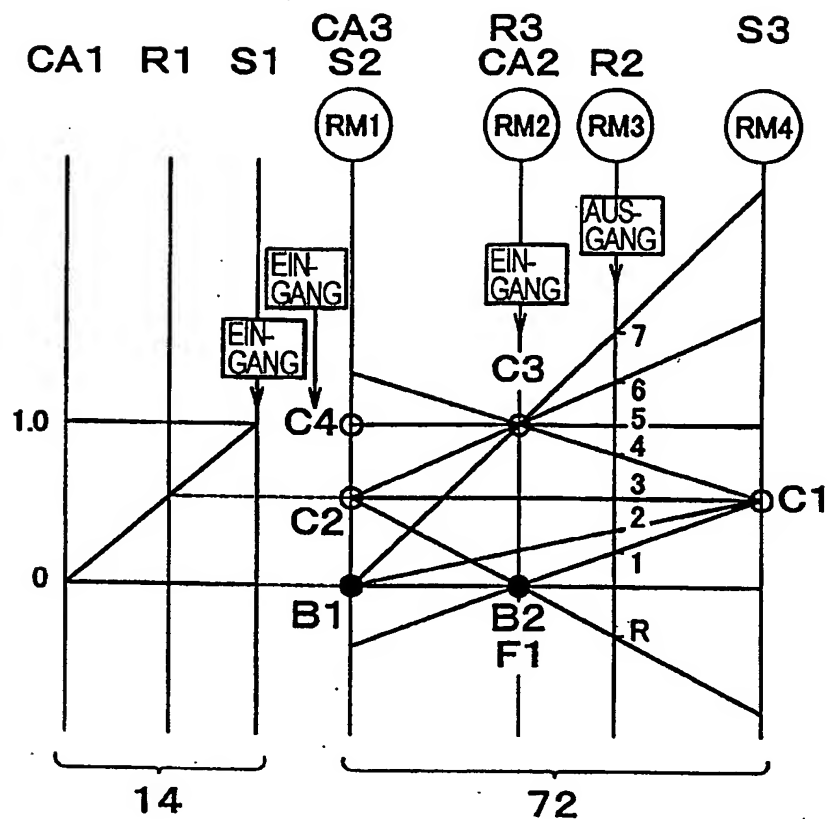 CA3 R3 S3
CA1 R1 S1 S2 CA2 R2
RM1 RM2 RM3 RM4
AUS-
GANG
EIN-
GANG
EIN-
GANG
EIN-
GANG
7
C3
6
1.0 C4 5
4
3
C2 C1
2
0 1
B1 B2 R
F1
14 72